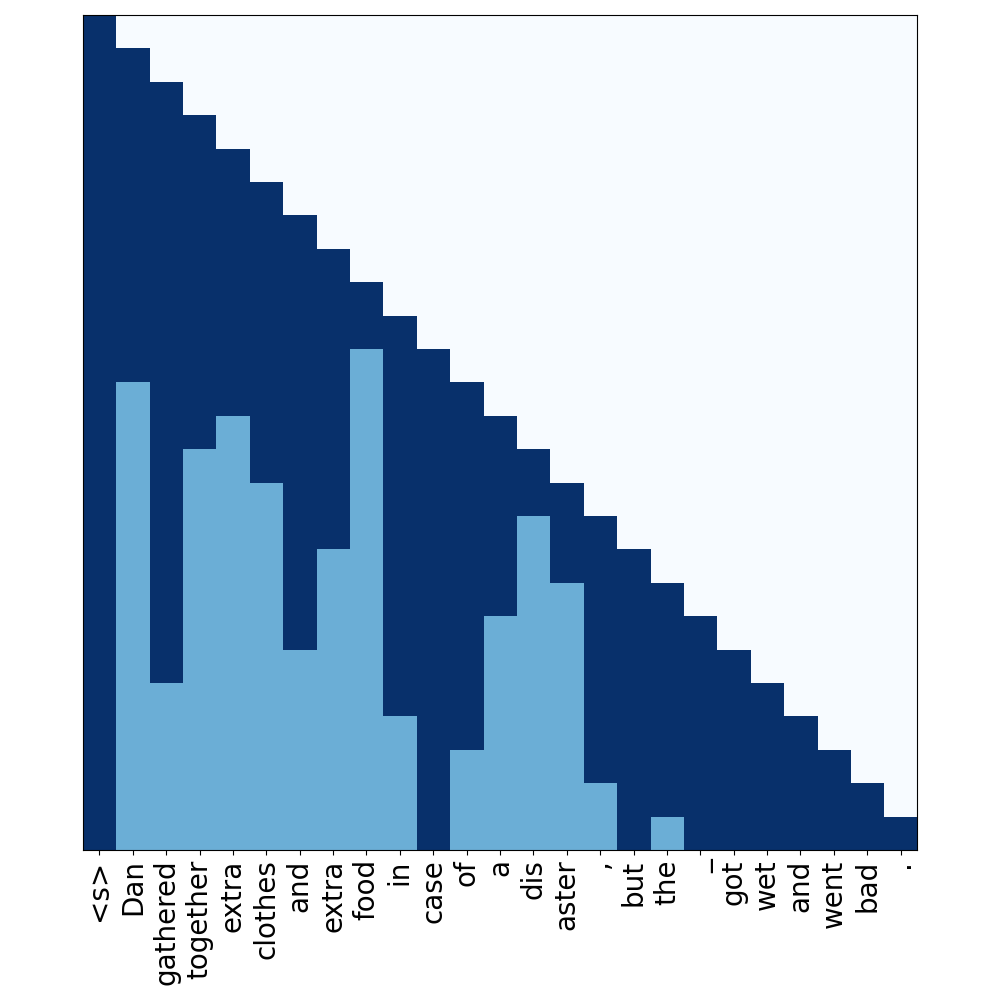 <s>
Dan
gathered
together
extra
clothes
and
extra
food
in
case
of
a
dis
aster
,
but
the
_
got
wet
and
went
bad
.